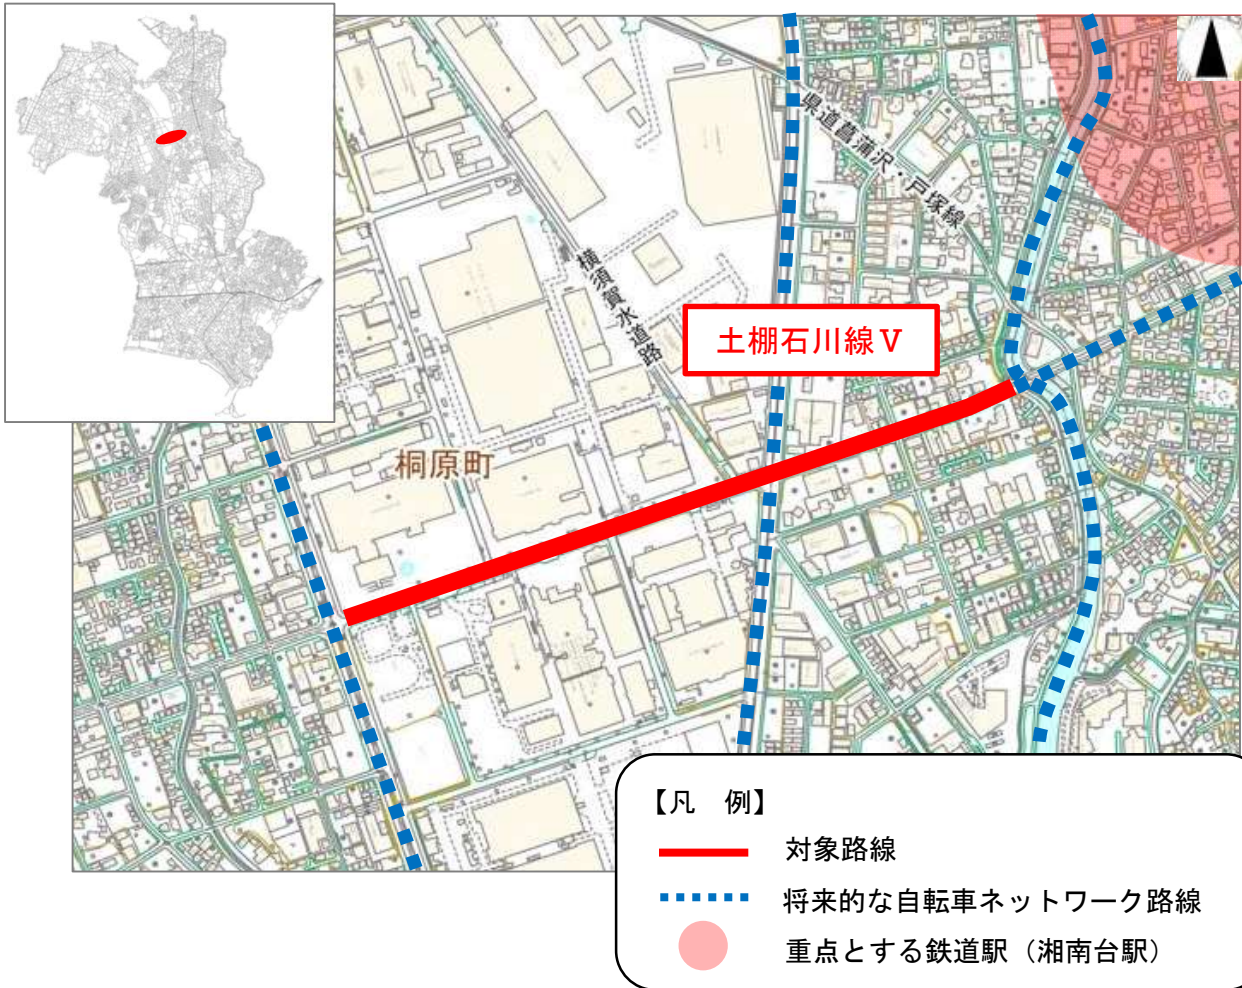 県道菖蒲沢・戸塚線
横須賀水道路
土棚石川線Ⅴ
桐原町
【凡　例】
対象路線
将来的な自転車ネットワーク路線
重点とする鉄道駅（湘南台駅）